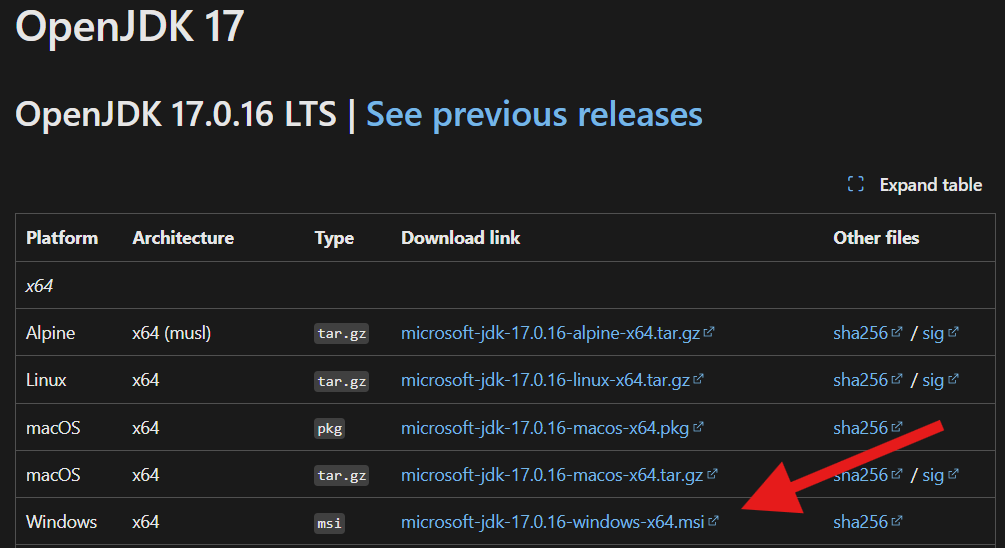 OpenJDK 17
OpenJDK 17.0.16 LTS | See previous releases
Expand table
Platform Architecture Type Download link Other files
x64
Alpine x64 (musl) tar.gz microsoft-jdk-17.0.16-alpine-x64.tar.gz sha256 / sig
Linux x64 tar.gz microsoft-jdk-17.0.16-linux-x64.tar.gz sha256 / sig
macOS x64 pkg microsoft-jdk-17.0.16-macos-x64.pkg sha256
macOS x64 tar.gz microsoft-jdk-17.0.16-macos-x64.tar.gz sha256 / sig
Windows x64 msi microsoft-jdk-17.0.16-windows-x64.msi sha256